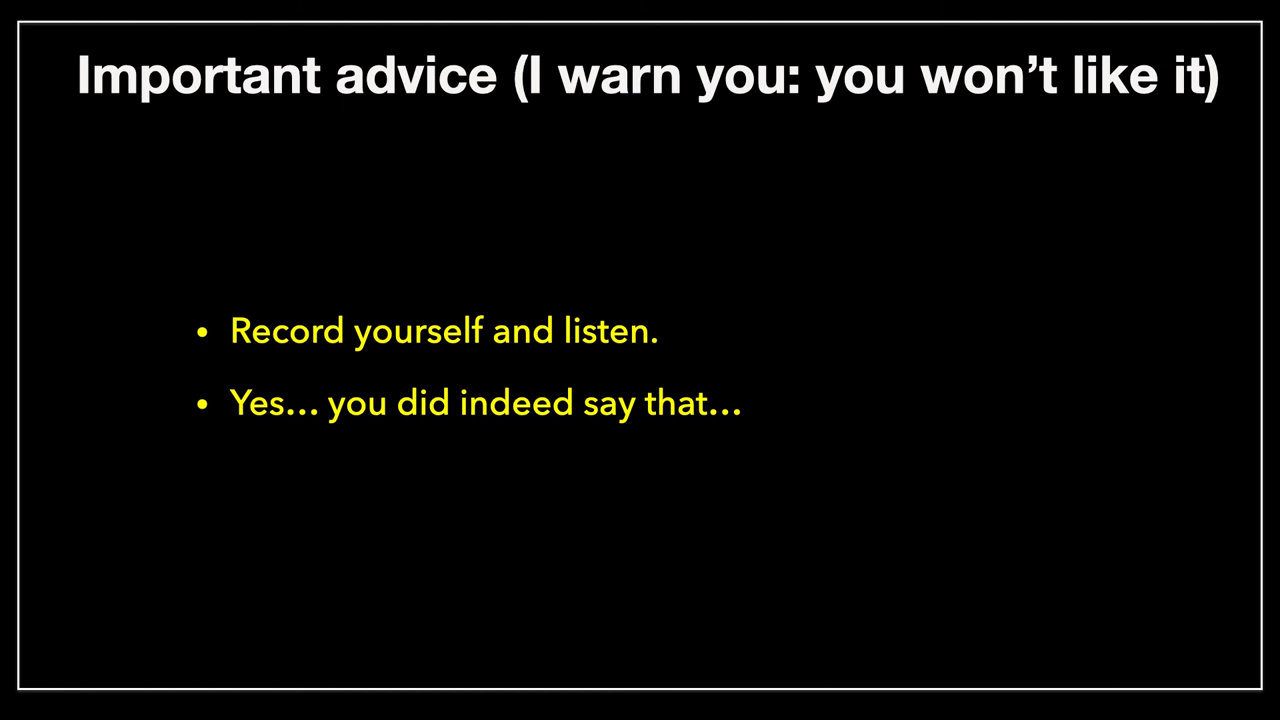 Important advice (I warn you: you won’t like it)
• Record yourself and listen.
• Yes… you did indeed say that…